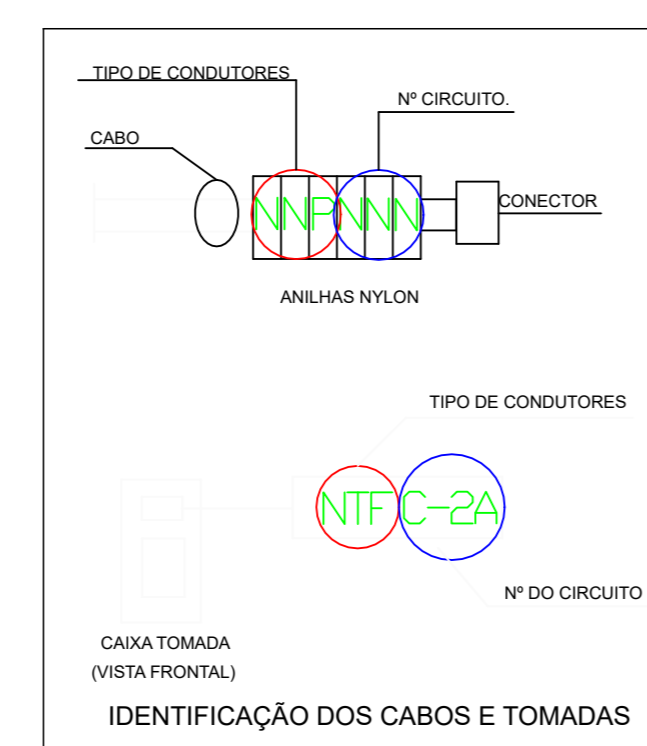 TIPO DE CONDUTORES
Nº CIRCUITO.
CABO
NNPNNN
CONECTOR
ANILHAS NYLON
TIPO DE CONDUTORES
NTF C-2A
Nº DO CIRCUITO
CAIXA TOMADA
(VISTA FRONTAL)
IDENTIFICAÇÃO DOS CABOS E TOMADAS